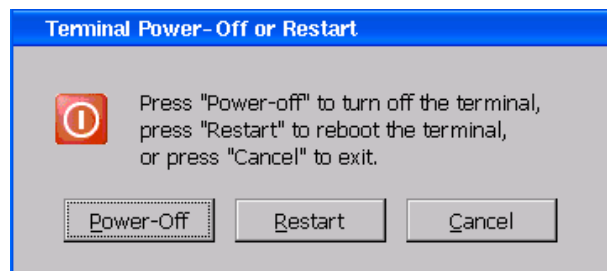 Terminal Power-Off or Restart
Press "Power-off" to turn off the terminal,
press "Restart" to reboot the terminal,
or press "Cancel" to exit.
Power-Off Restart Cancel